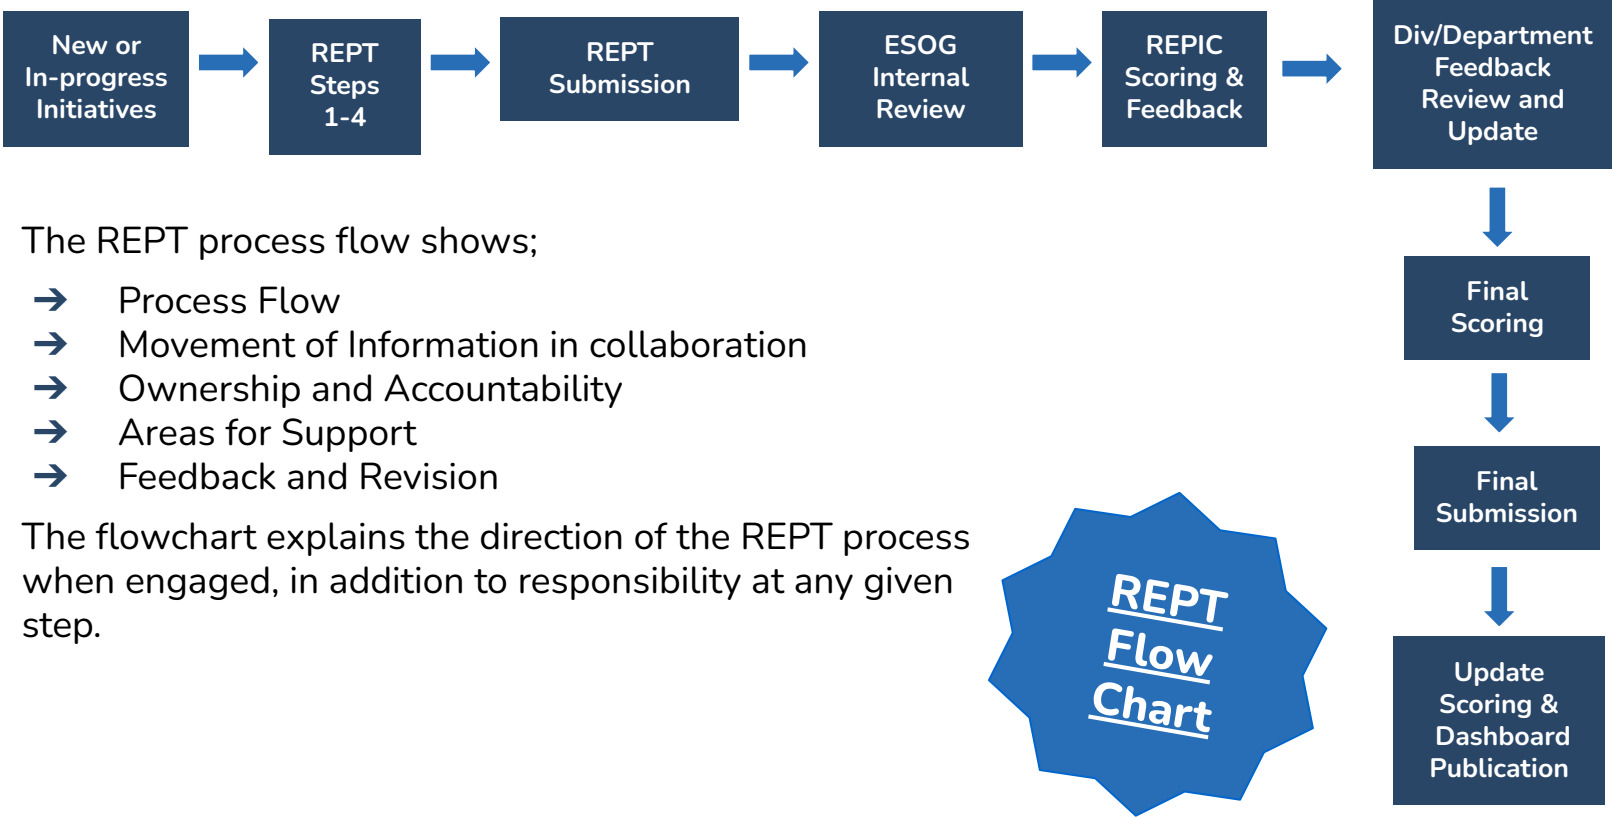 New or
In-progress
Initiatives
REPT
Steps
1-4
REPT
Submission
ESOG
Internal
Review
REPIC
Scoring &
Feedback
Div/Department
Feedback
Review and
Update
Final
Scoring
Final
Submission
Update
Scoring &
Dashboard
Publication
The REPT process flow shows;
➔ Process Flow
➔ Movement of Information in collaboration
➔ Ownership and Accountability
➔ Areas for Support
➔ Feedback and Revision
The flowchart explains the direction of the REPT process
when engaged, in addition to responsibility at any given
step.
REPT
Flow
Chart